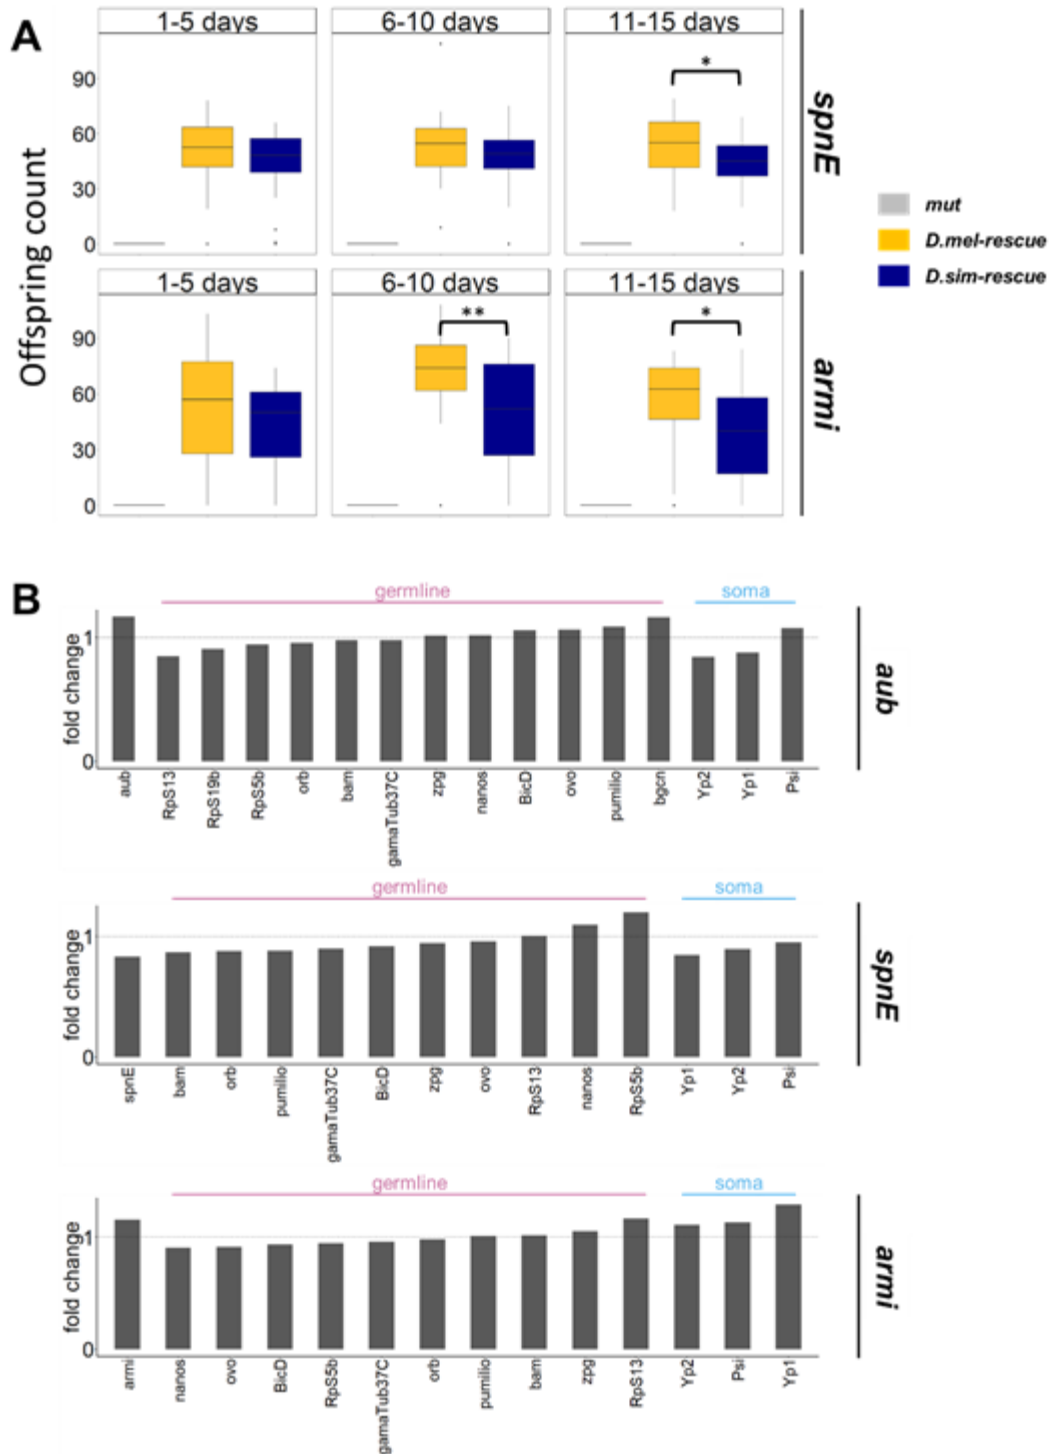 A
1-5 days 6-10 days 11-15 days
Offspring count
90
60
30
0
*
spnE
mut
D.mel-rescue
D.sim-rescue
1-5 days 6-10 days 11-15 days
90
60
30
0
** *
armi
B
germline soma
fold change
1
0
aub RpS13 RpS19b RpS5b orb bam gamaTub37C zpg nanos BicD ovo pumilio bgcn Yp2 Yp1 Psi
aub
germline soma
fold change
1
0
spnE bam orb pumilio gamaTub37C BicD zpg ovo RpS13 nanos RpS5b Yp1 Yp2 Psi
spnE
germline soma
fold change
1
0
armi nanos ovo BicD RpS5b gamaTub37C orb pumilio bam zpg RpS13 Yp2 Psi Yp1
armi